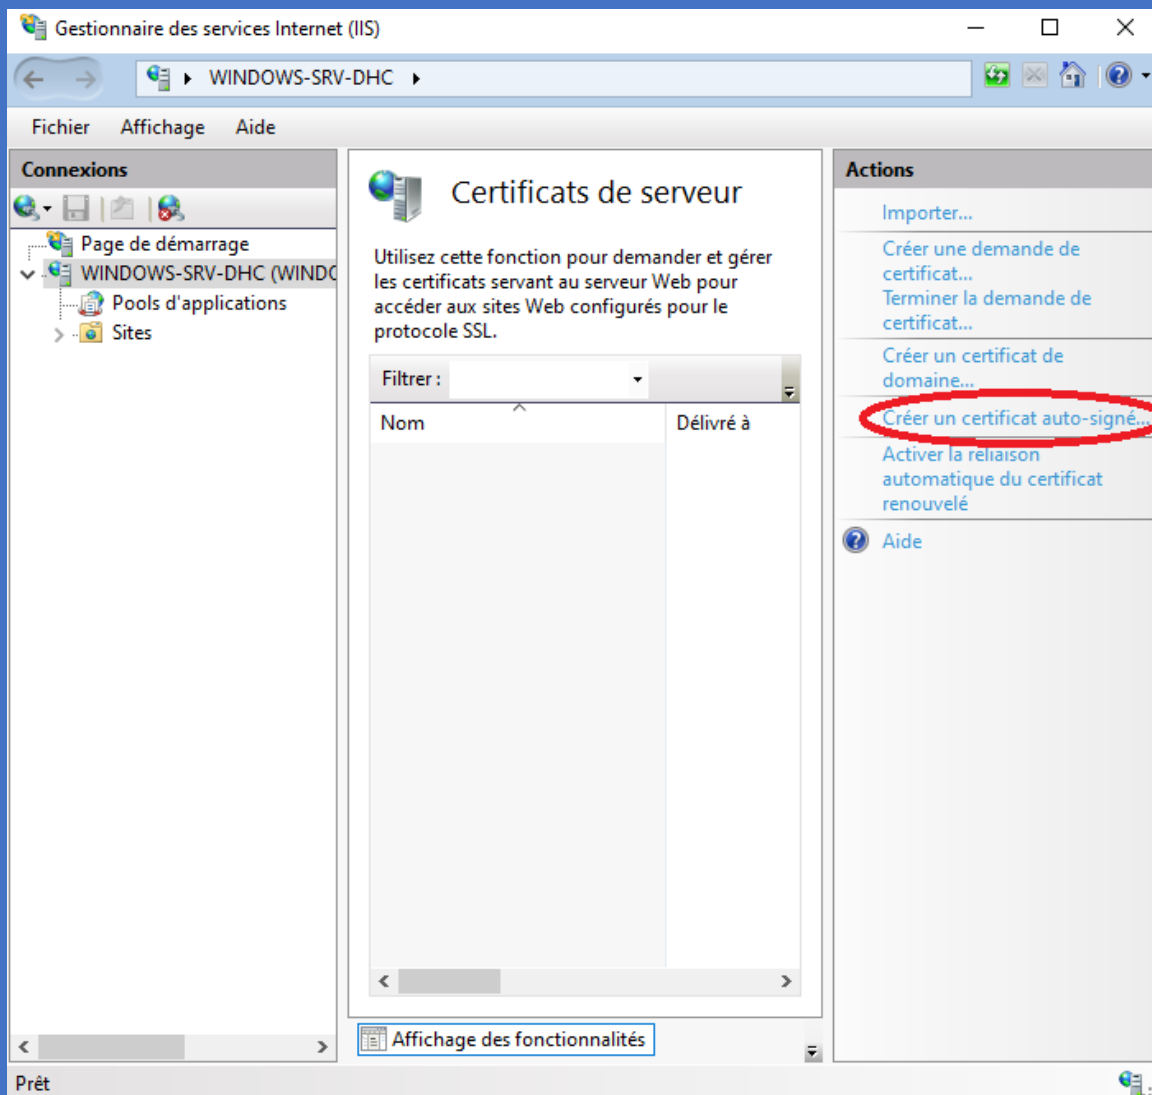 Gestionnaire des services Internet (IIS)
WINDOWS-SRV-DHC
Fichier Affichage Aide
Connexions
Page de démarrage
WINDOWS-SRV-DHC (WINDO
Pools d'applications
Sites
Certificats de serveur
Utilisez cette fonction pour demander et gérer
les certificats servant au serveur Web pour
accéder aux sites Web configurés pour le
protocole SSL.
Filtrer :
Nom Délivré à
Affichage des fonctionnalités
Actions
Importer...
Créer une demande de
certificat...
Terminer la demande de
certificat...
Créer un certificat de
domaine...
Créer un certificat auto-signé...
Activer la reliaison
automatique du certificat
renouvelé
Aide
Prêt